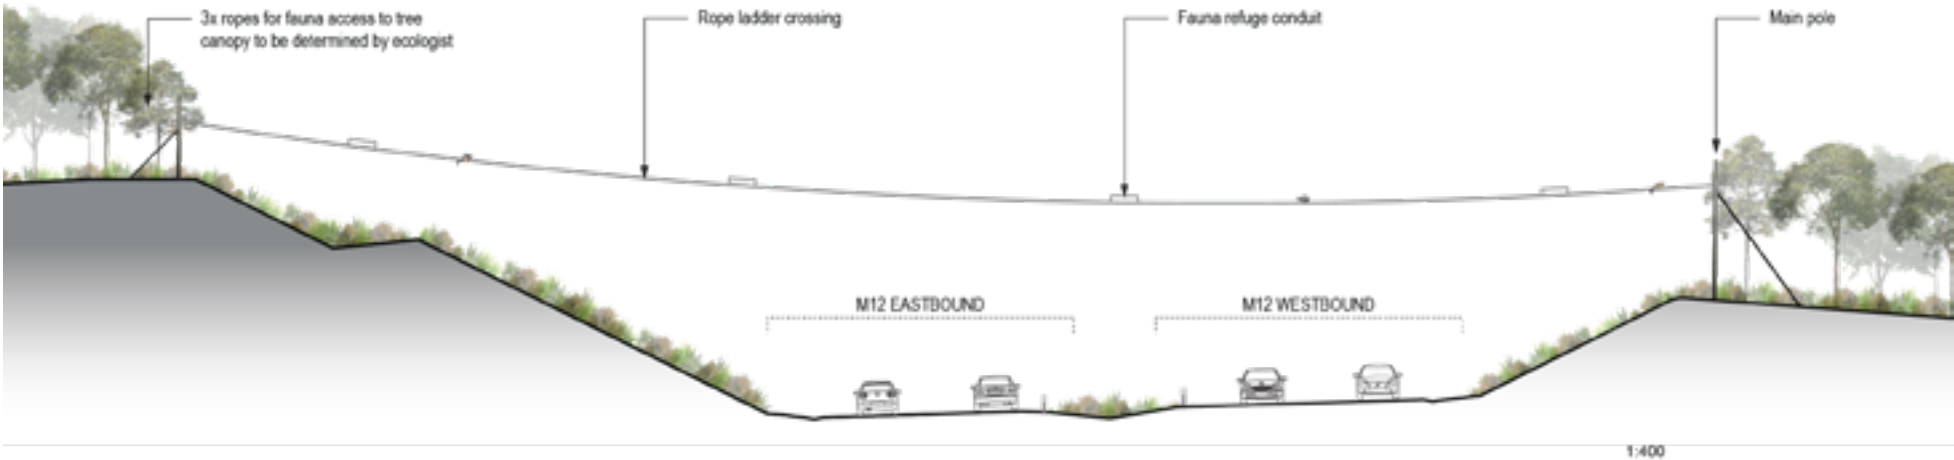 3x ropes for fauna access to tree
canopy to be determined by ecologist
Rope ladder crossing
Fauna refuge conduit
Main pole
M12 EASTBOUND
M12 WESTBOUND
1:400